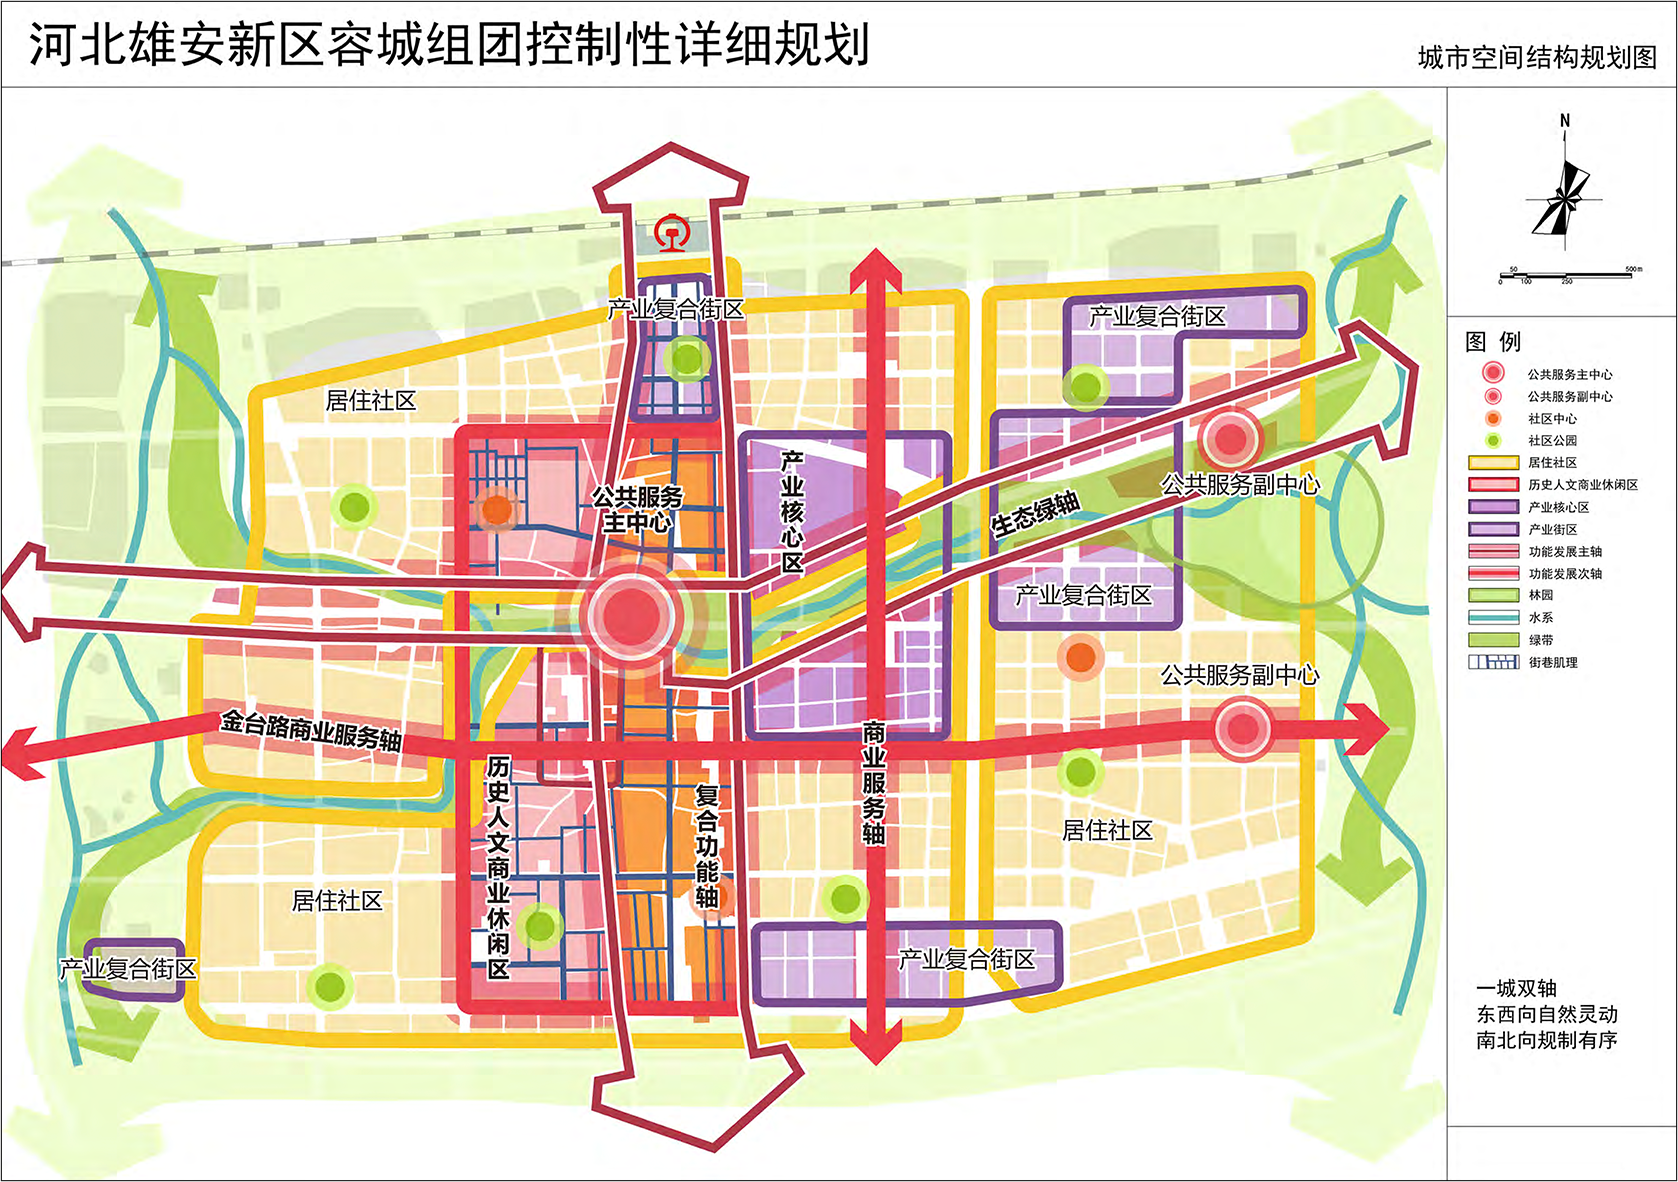 河北雄安新区容城组团控制性详细规划
城市空间结构规划图
N
50
500m
0
100
250
图 例
公共服务主中心
公共服务副中心
社区中心
社区公园
居住社区
历史人文商业休闲区
产业核心区
产业街区
功能发展主轴
功能发展次轴
林园
水系
绿带
街巷肌理
一城双轴
东西向自然灵动
南北向规制有序
产业复合街区
产业复合街区
居住社区
公共服务
主中心
产业核心区
公共服务副中心
生态绿轴
产业复合街区
公共服务副中心
金台路商业服务轴
商业服务轴
历史人文商业休闲区
复合功能轴
居住社区
居住社区
产业复合街区
产业复合街区